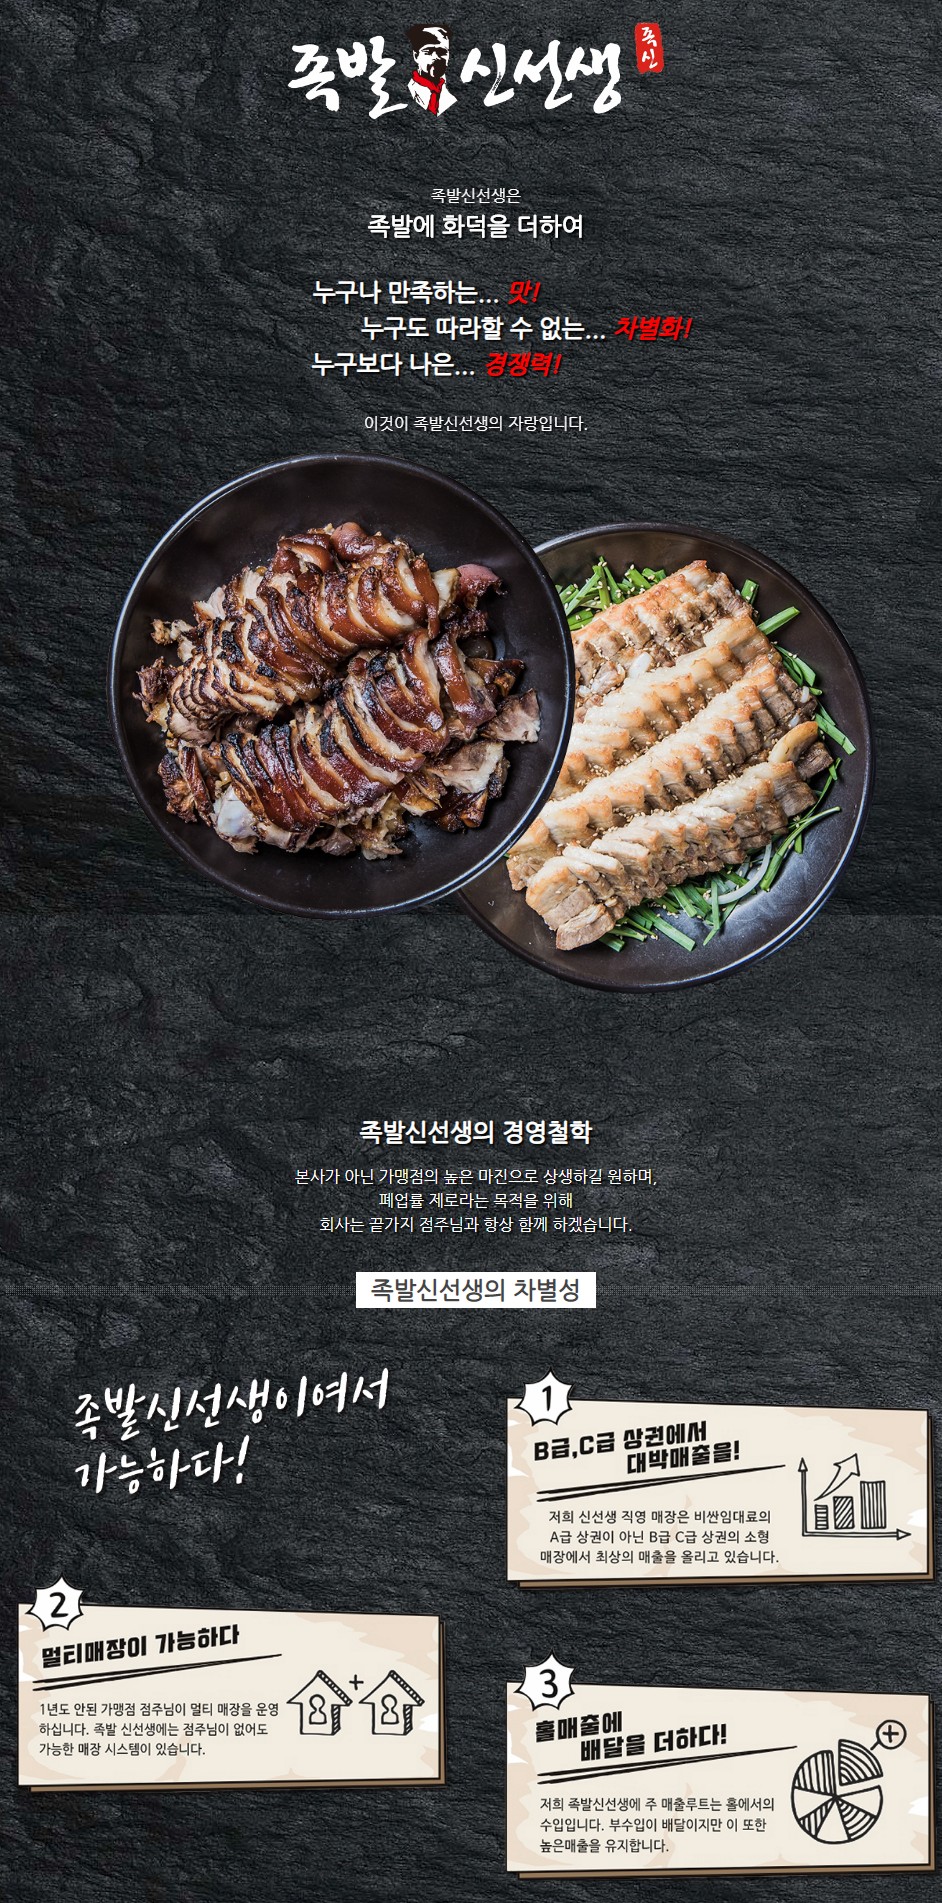 족발신선생
족신
족발신선생은
족발에 화덕을 더하여
누구나 만족하는... 맛!
누구도 따라할 수 없는... 차별화!
누구보다 나은... 경쟁력!
이것이 족발신선생의 자랑입니다.
족발신선생의 경영철학
본사가 아닌 가맹점의 높은 마진으로 상생하길 원하며,
폐업률 제로라는 목적을 위해
회사는 끝가지 점주님과 항상 함께 하겠습니다.
족발신선생의 차별성
족발신선생이여서
가능하다!
1
B급,C급 상권에서
대박매출을!
저희 신선생 직영 매장은 비싼임대료의
A급 상권이 아닌 B급 C급 상권의 소형
매장에서 최상의 매출을 올리고 있습니다.
2
멀티매장이 가능하다
1년도 안된 가맹점 점주님이 멀티 매장을 운영
하십니다. 족발 신선생에는 점주님이 없어도
가능한 매장 시스템이 있습니다.
3
홀매출에
배달을 더하다!
저희 족발신선생에 주 매출루트는 홀에서의
수입입니다. 부수입이 배달이지만 이 또한
높은매출을 유지합니다.